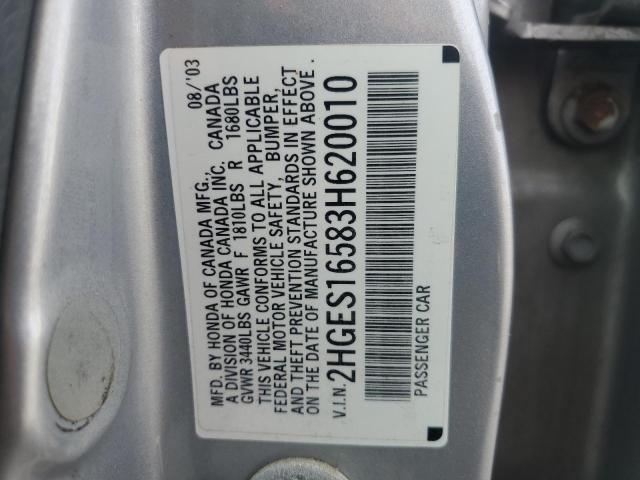 MFD. BY HONDA OF CANADA MFG., 08/'03
A DIVISION OF HONDA CANADA INC. CANADA
GVWR 3440LBS GAWR F 1810LBS R 1680LBS
THIS VEHICLE CONFORMS TO ALL APPLICABLE
FEDERAL MOTOR VEHICLE SAFETY, BUMPER,
AND THEFT PREVENTION STANDARDS IN EFFECT
ON THE DATE OF MANUFACTURE SHOWN ABOVE.
V.I.N. 2HGES16583H620010
PASSENGER CAR